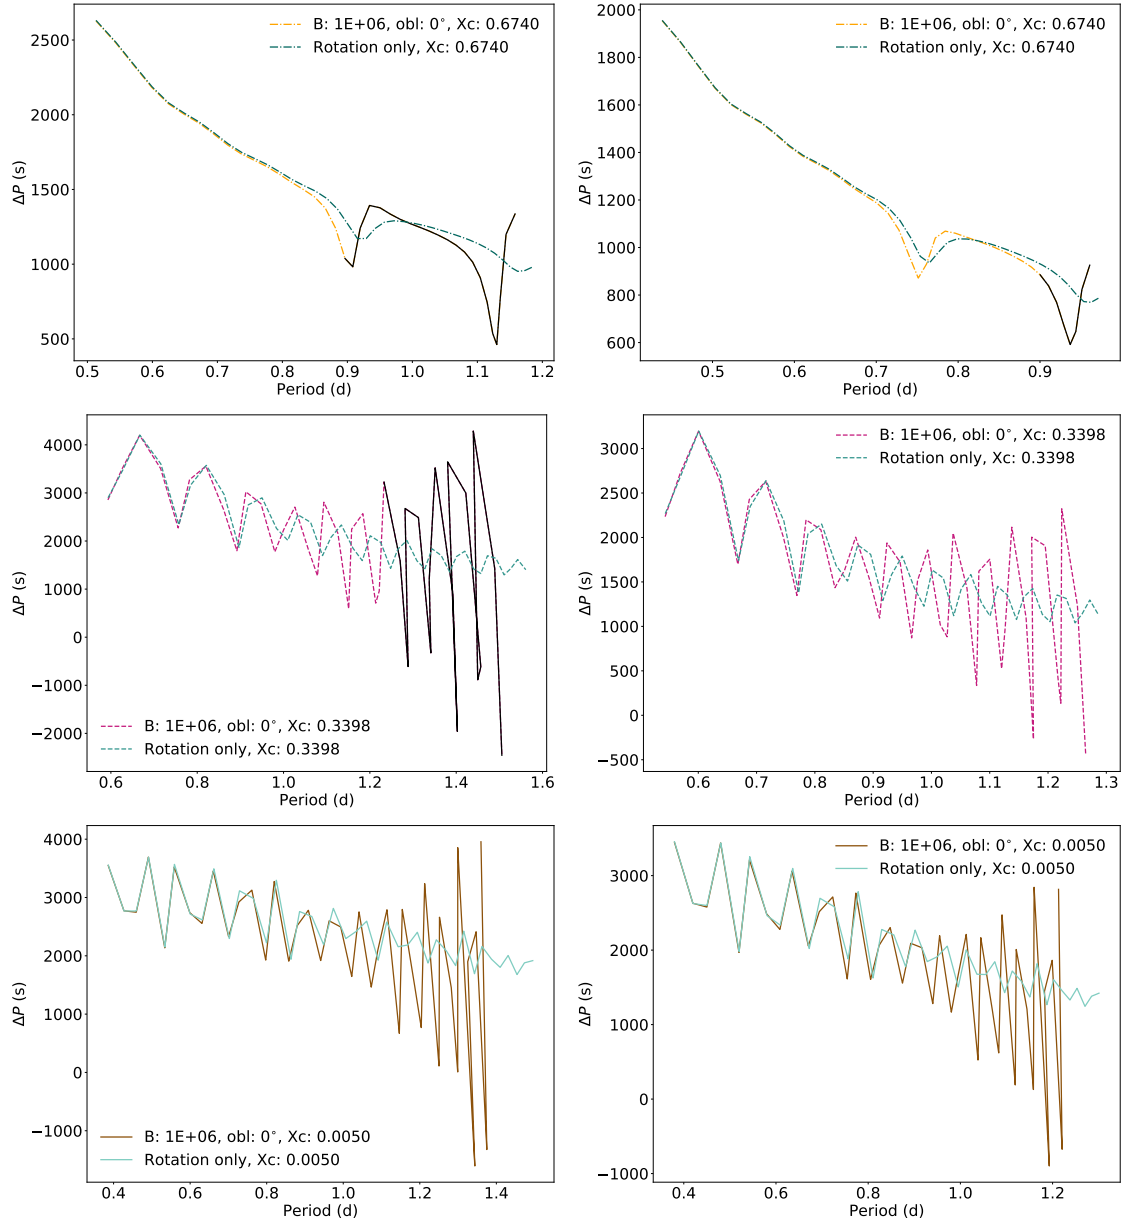 B: 1E+06, obl: 0°, Xc: 0.6740
Rotation only, Xc: 0.6740
2500
2000
1500
1000
500
ΔP (s)
0.5 0.6 0.7 0.8 0.9 1.0 1.1 1.2
Period (d)
B: 1E+06, obl: 0°, Xc: 0.6740
Rotation only, Xc: 0.6740
2000
1800
1600
1400
1200
1000
800
600
ΔP (s)
0.5 0.6 0.7 0.8 0.9
Period (d)
4000
3000
2000
1000
0
−1000
−2000
ΔP (s)
B: 1E+06, obl: 0°, Xc: 0.3398
Rotation only, Xc: 0.3398
0.6 0.8 1.0 1.2 1.4 1.6
Period (d)
B: 1E+06, obl: 0°, Xc: 0.3398
Rotation only, Xc: 0.3398
3000
2500
2000
1500
1000
500
0
−500
ΔP (s)
0.6 0.7 0.8 0.9 1.0 1.1 1.2 1.3
Period (d)
4000
3000
2000
1000
0
−1000
ΔP (s)
B: 1E+06, obl: 0°, Xc: 0.0050
Rotation only, Xc: 0.0050
0.4 0.6 0.8 1.0 1.2 1.4
Period (d)
B: 1E+06, obl: 0°, Xc: 0.0050
Rotation only, Xc: 0.0050
3000
2000
1000
0
−1000
ΔP (s)
0.4 0.6 0.8 1.0 1.2
Period (d)